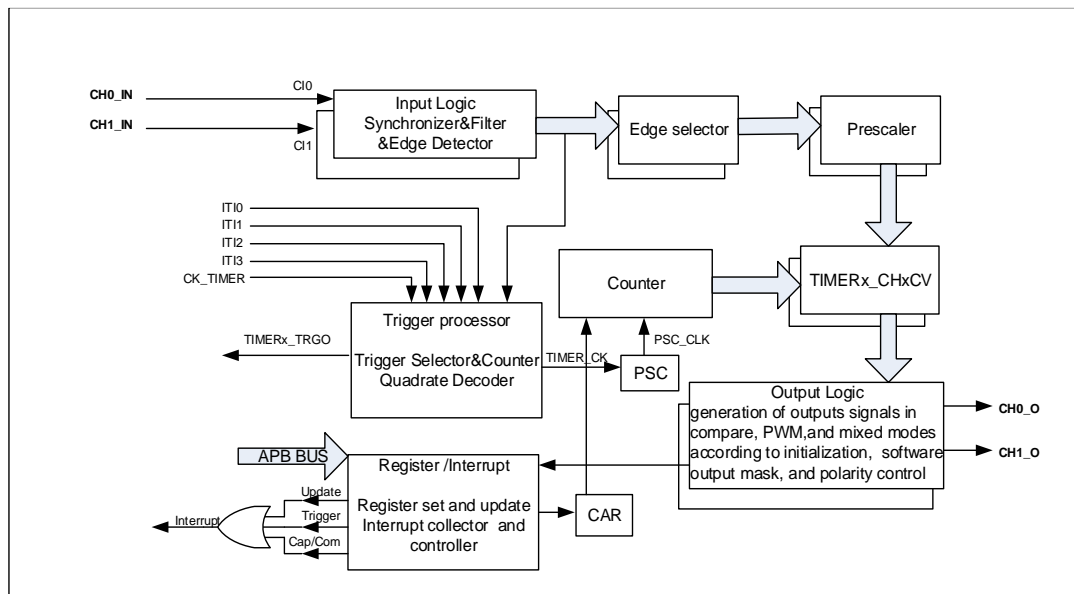 CH0_IN
CI0
CH1_IN
CI1
Input Logic
Synchronizer&Filter
&Edge Detector
Edge selector
Prescaler
ITI0
ITI1
ITI2
ITI3
CK_TIMER
Counter
TIMERx_CHxCV
Trigger processor
Trigger Selector&Counter
Quadrate Decoder
TIMERx_TRGO
TIMER_CK
PSC
PSC_CLK
Output Logic
generation of outputs signals in
compare, PWM,and mixed modes
according to initialization, software
output mask, and polarity control
CH0_O
CH1_O
APB BUS
Register /Interrupt
Register set and update
Interrupt collector and
controller
CAR
Update
Trigger
Cap/Com
Interrupt